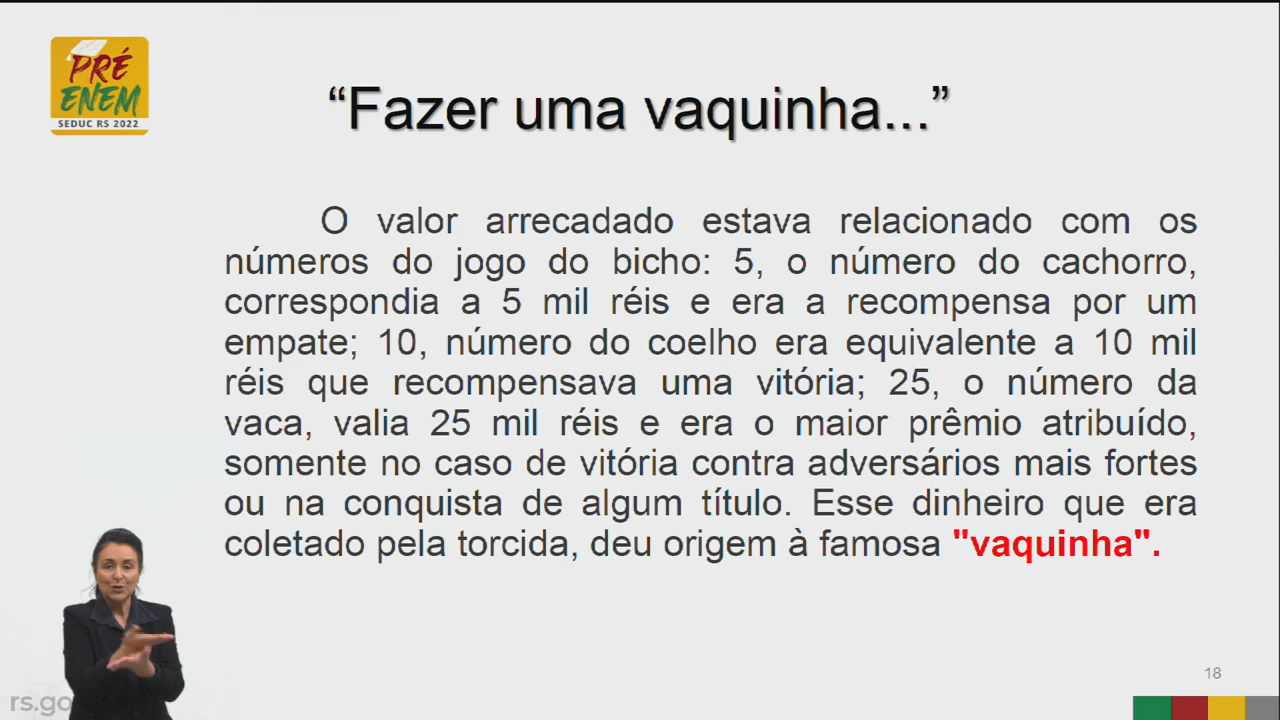 PRÉ
ENEM
SEDUC RS 2022
“Fazer uma vaquinha...”
O valor arrecadado estava relacionado com os
números do jogo do bicho: 5, o número do cachorro,
correspondia a 5 mil réis e era a recompensa por um
empate; 10, número do coelho era equivalente a 10 mil
réis que recompensava uma vitória; 25, o número da
vaca, valia 25 mil réis e era o maior prêmio atribuído,
somente no caso de vitória contra adversários mais fortes
ou na conquista de algum título. Esse dinheiro que era
coletado pela torcida, deu origem à famosa "vaquinha".
18
rs.go